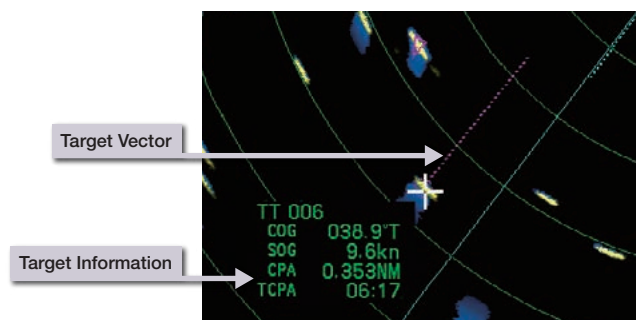 Target Vector
TT 006
COG 038.9°T
SOG 9.6kn
Target Information
CPA 0.353NM
TCPA 06:17